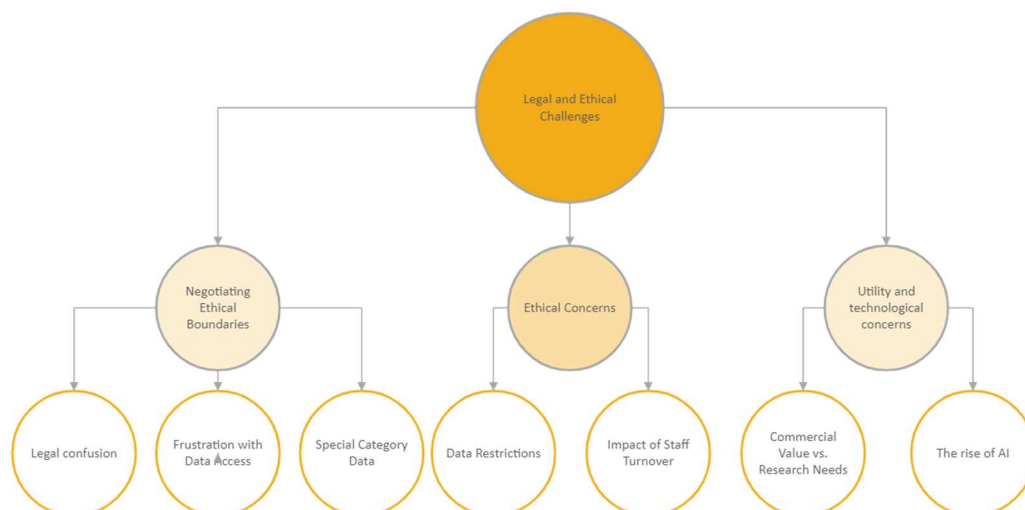 Legal and Ethical
Challenges
Negotiating
Ethical
Boundaries
Ethical Concerns
Utility and
technological
concerns
Legal confusion
Frustration with
Data Access
Special Category
Data
Data Restrictions
Impact of Staff
Turnover
Commercial
Value vs.
Research Needs
The rise of AI